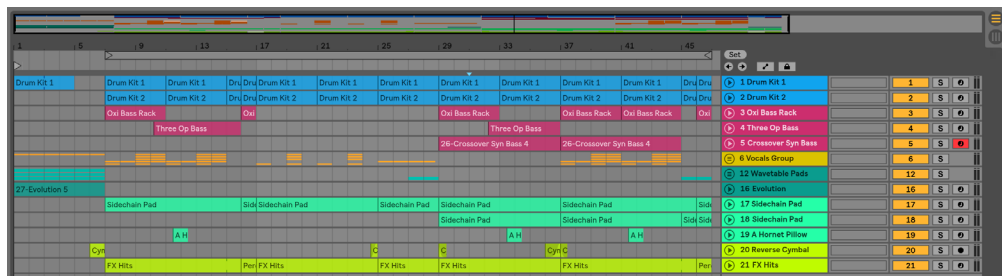 1 5 9 13 17 21 25 29 33 37 41 45
Set
Drum Kit 1 Drum Kit 1 Drum Kit 1 Dru Dru Drum Kit 1 Drum Kit 1 Drum Kit 1 Drum Kit 1 Drum Kit 1 Drum Kit 1 Drum Kit 1 Dru Dru 1 Drum Kit 1 1 S
Drum Kit 2 Drum Kit 2 Dru Dru Drum Kit 2 Drum Kit 2 Drum Kit 2 Drum Kit 2 Drum Kit 2 Drum Kit 2 Drum Kit 2 Dru Dru 2 Drum Kit 2 2 S
Oxi Bass Rack Oxi Oxi Bass Rack Oxi Bass Rack Oxi Bass Rack Oxi 3 Oxi Bass Rack 3 S
Three Op Bass Three Op Bass 4 Three Op Bass 4 S
26-Crossover Syn Bass 4 26-Crossover Syn Bass 4 5 Crossover Syn Bass 5 S
6 Vocals Group 6 S
12 Wavetable Pads 12 S
27-Evolution 5 16 Evolution 16 S
Sidechain Pad Side Sidechain Pad Sidechain Pad Sidechain Pad Sidechain Pad Side 17 Sidechain Pad 17 S
Sidechain Pad Sidechain Pad Side Side 18 Sidechain Pad 18 S
A H A H A H 19 A Hornet Pillow 19 S
Cym C C Cym C 20 Reverse Cymbal 20 S
FX Hits Per FX Hits FX Hits FX Hits FX Hits Per 21 FX Hits 21 S